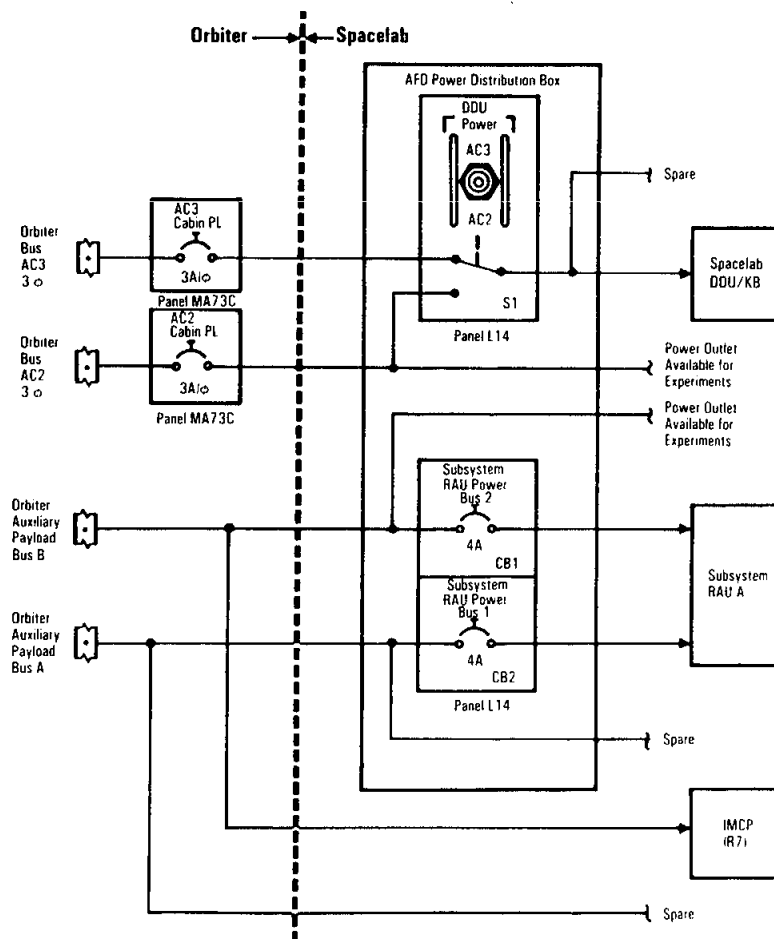 Orbiter Spacelab
AFD Power Distribution Box
DDU
Power
AC3
AC2
S1
Panel L14
Spare
Spacelab
DDU/KB
Orbiter
Bus
AC3
3 ϕ
AC3
Cabin PL
3A/ϕ
Panel MA73C
Orbiter
Bus
AC2
3 ϕ
AC2
Cabin PL
3A/ϕ
Panel MA73C
Power Outlet
Available for
Experiments
Power Outlet
Available for
Experiments
Orbiter
Auxiliary
Payload
Bus B
Subsystem
RAU Power
Bus 2
4A
CB1
Subsystem
RAU A
Orbiter
Auxiliary
Payload
Bus A
Subsystem
RAU Power
Bus 1
4A
CB2
Panel L14
Spare
IMCP
(R7)
Spare